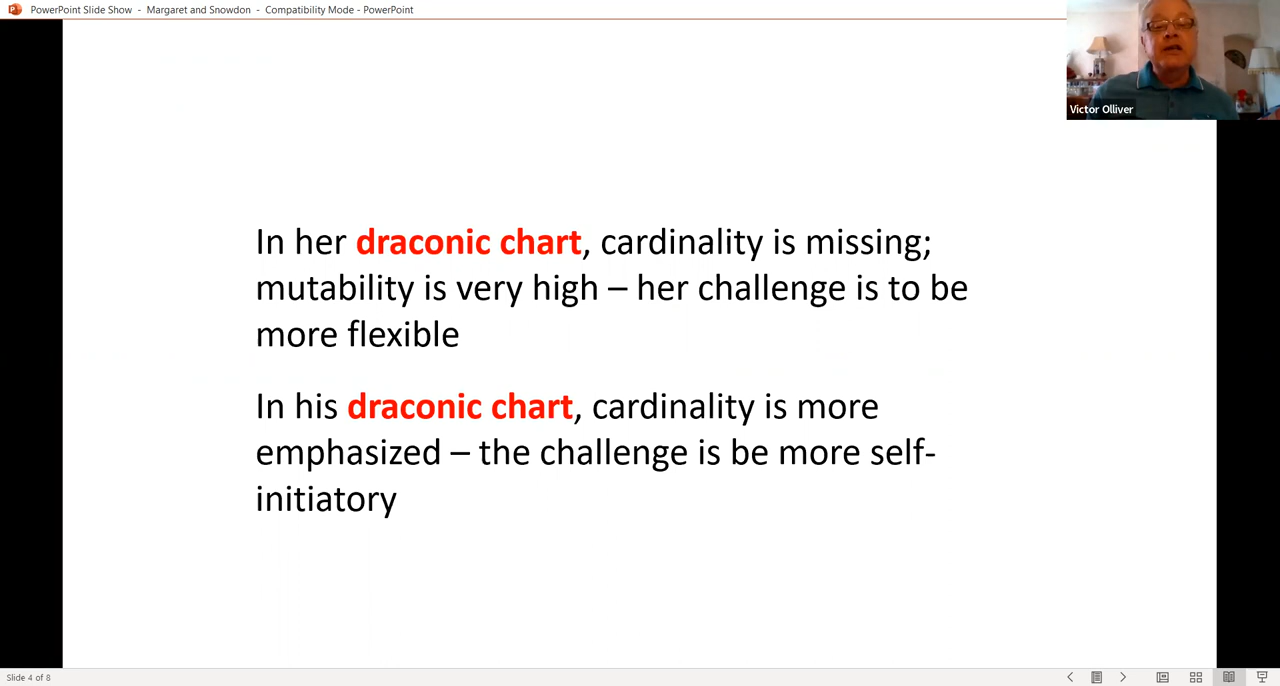 PowerPoint Slide Show - Margaret and Snowdon - Compatibility Mode - PowerPoint
Victor Olliver
In her draconic chart, cardinality is missing;
mutability is very high – her challenge is to be
more flexible
In his draconic chart, cardinality is more
emphasized – the challenge is be more self-
initiatory
Slide 4 of 8